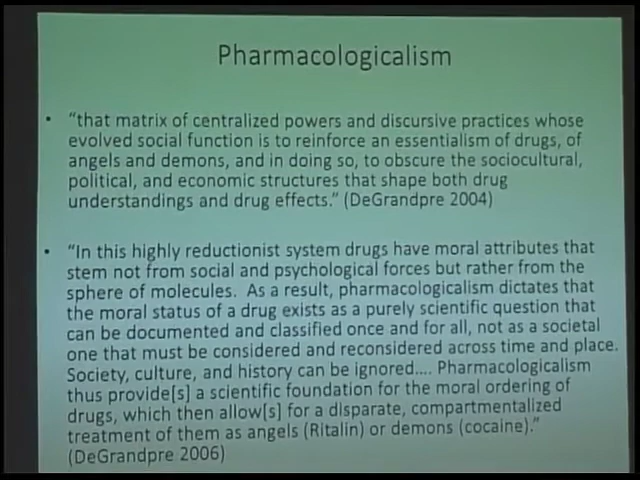 Pharmacologicalism
• “that matrix of centralized powers and discursive practices whose
evolved social function is to reinforce an essentialism of drugs, of
angels and demons, and in doing so, to obscure the sociocultural,
political, and economic structures that shape both drug
understandings and drug effects.” (DeGrandpre 2004)
• “In this highly reductionist system drugs have moral attributes that
stem not from social and psychological forces but rather from the
sphere of molecules. As a result, pharmacologicalism dictates that
the moral status of a drug exists as a purely scientific question that
can be documented and classified once and for all, not as a societal
one that must be considered and reconsidered across time and place.
Society, culture, and history can be ignored…. Pharmacologicalism
thus provide[s] a scientific foundation for the moral ordering of
drugs, which then allow[s] for a disparate, compartmentalized
treatment of them as angels (Ritalin) or demons (cocaine).”
(DeGrandpre 2006)